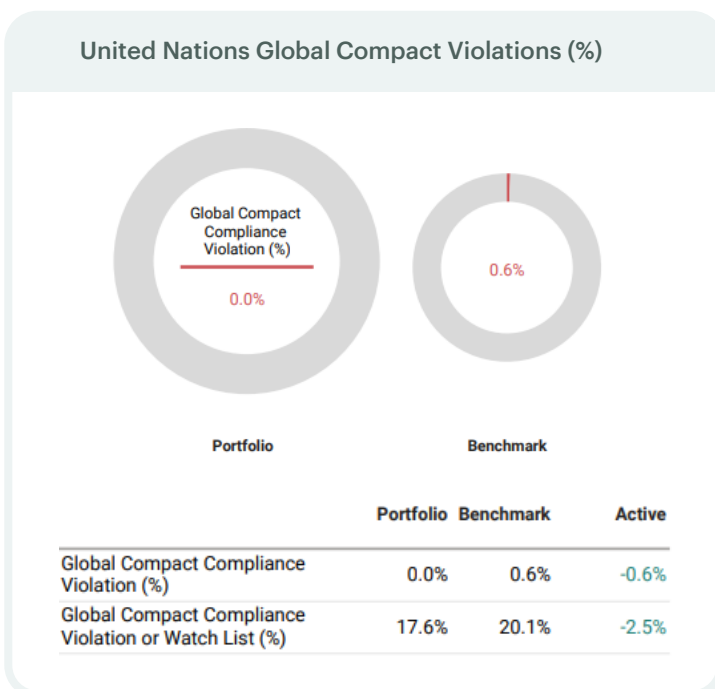 United Nations Global Compact Violations (%)
Global Compact
Compliance
Violation (%)
0.0%
0.6%
Portfolio
Benchmark
Portfolio Benchmark Active
Global Compact Compliance
Violation (%) 0.0% 0.6% -0.6%
Global Compact Compliance
Violation or Watch List (%) 17.6% 20.1% -2.5%